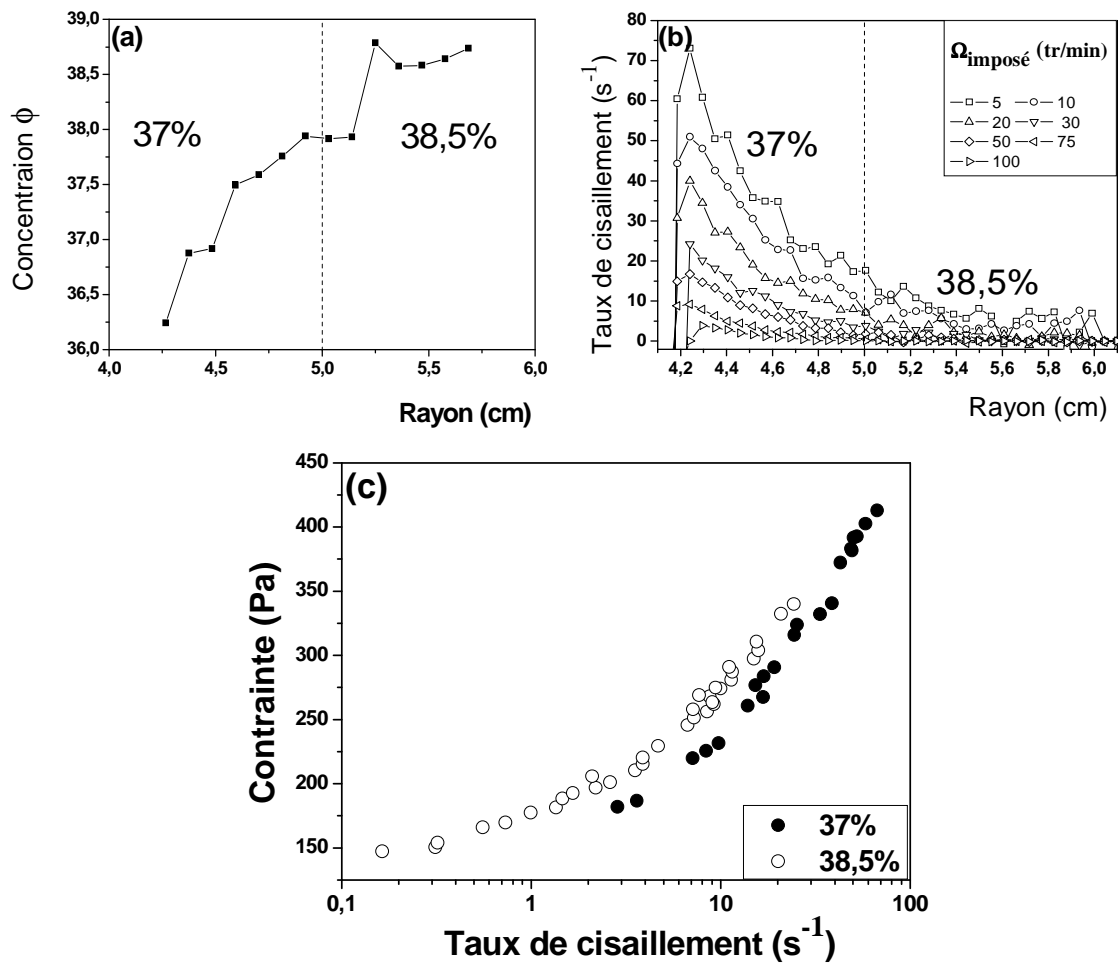 (a)
39,0
38,5
38,0
37,5
37,0
36,5
36,0
Concentraion ϕ
37%
38,5%
4,0 4,5 5,0 5,5 6,0
Rayon (cm)
(b)
80
70
60
50
40
30
20
10
0
Taux de cisaillement (s⁻¹)
37%
38,5%
Ω imposé (tr/min)
5 10
20 30
50 75
100
4,2 4,4 4,6 4,8 5,0 5,2 5,4 5,6 5,8 6,0
Rayon (cm)
(c)
450
400
350
300
250
200
150
Contrainte (Pa)
37%
38,5%
0,1 1 10 100
Taux de cisaillement (s⁻¹)